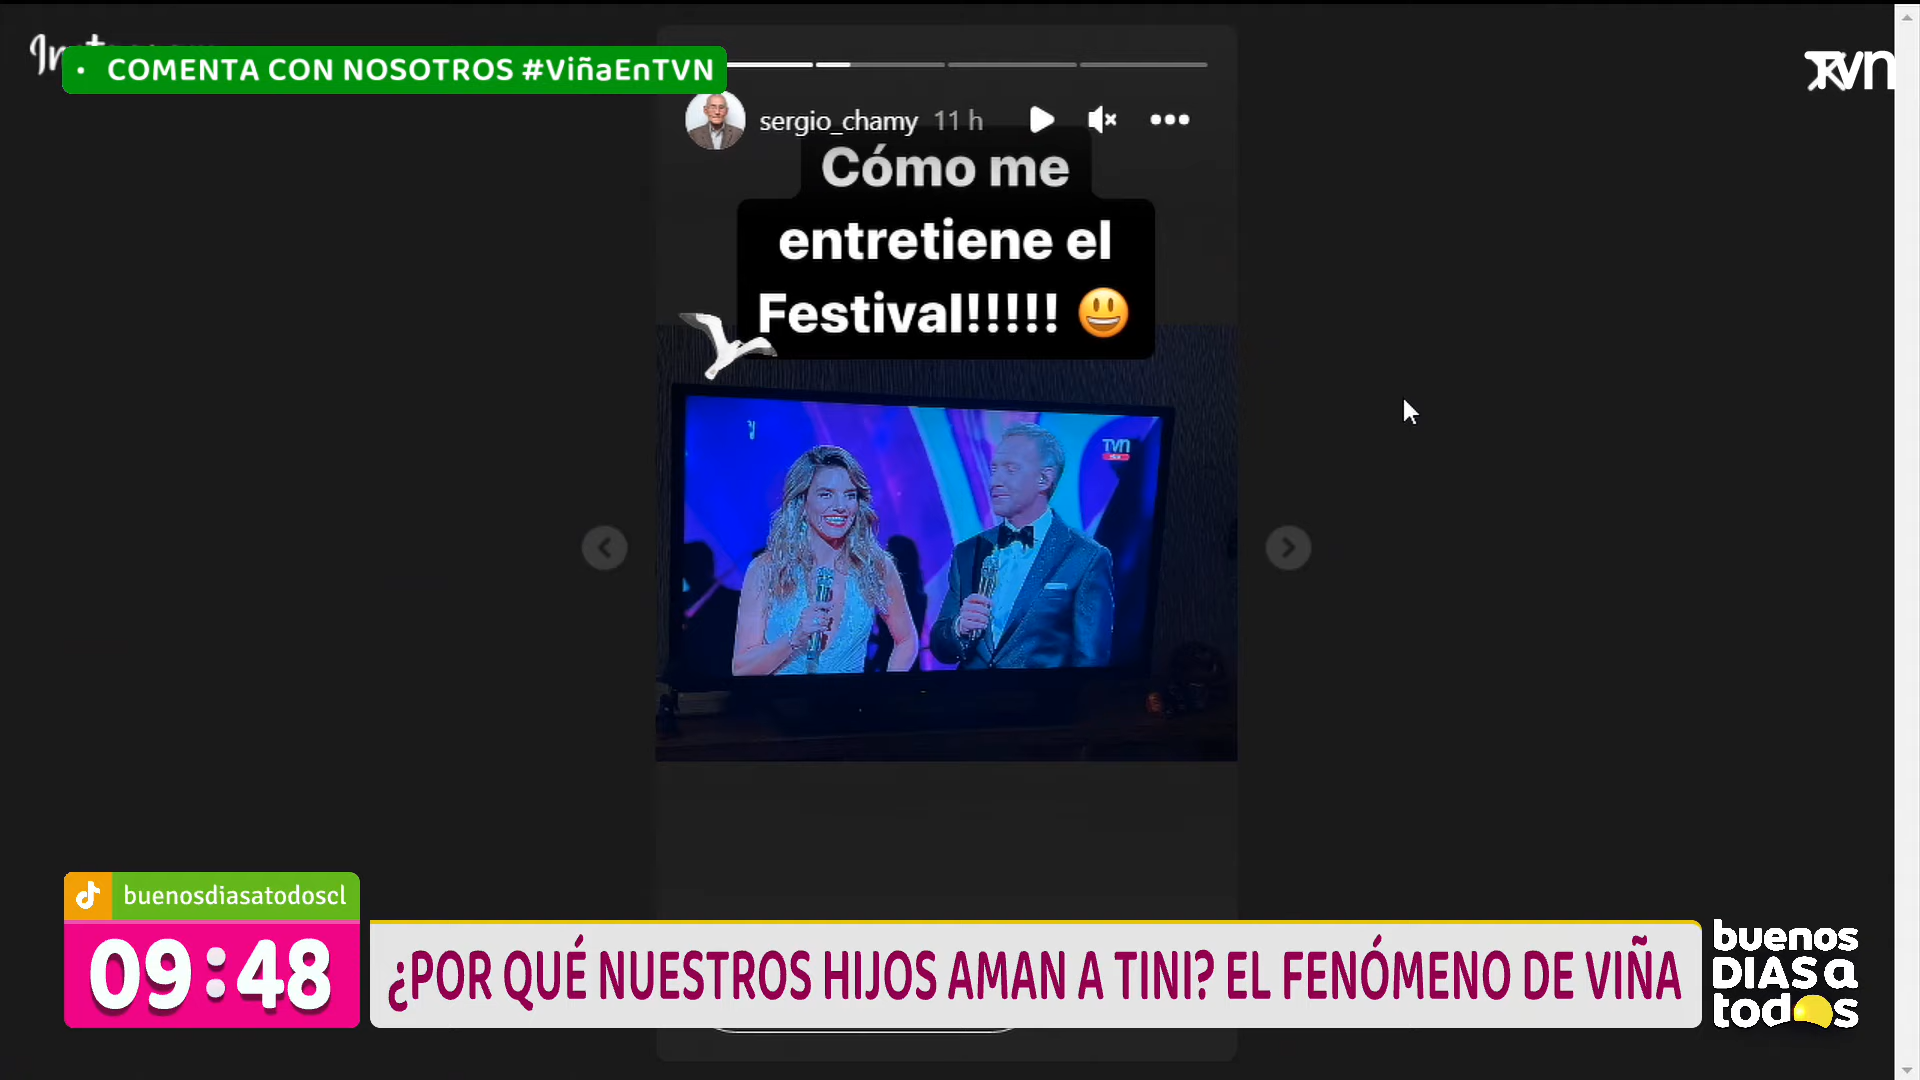 COMENTA CON NOSOTROS #ViñaEnTVN
TVN
sergio_chamy 11 h
Cómo me
entretiene el
Festival!!!!!
TVN
buenosdiasatodoscl
09:48
¿POR QUÉ NUESTROS HIJOS AMAN A TINI? EL FENÓMENO DE VIÑA
buenos
DIAS a
todos